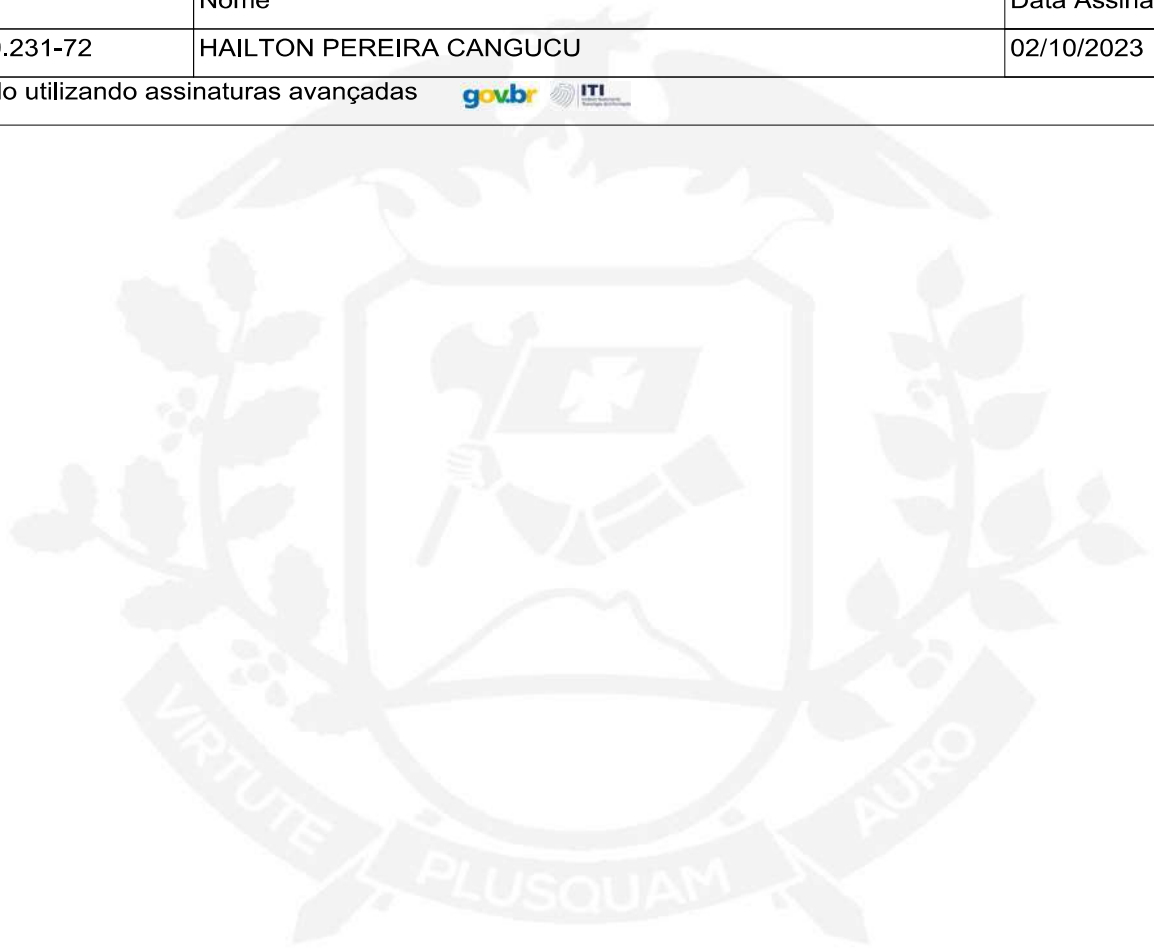 Nome Data Assina
.231-72 HAILTON PEREIRA CANGUCU 02/10/2023
o utilizando assinaturas avançadas gov.br ITI
VIRTUTE PLUSQUAM AURO